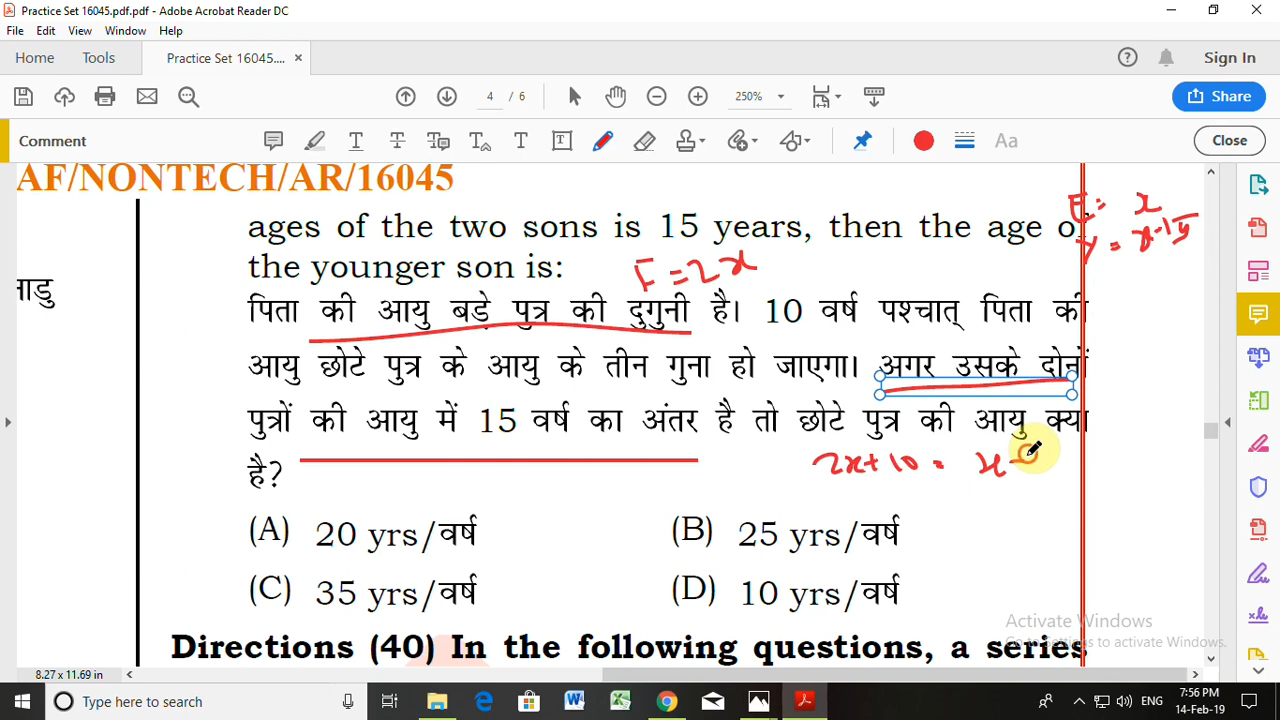 Practice Set 16045.pdf.pdf - Adobe Acrobat Reader DC
File Edit View Window Help
Home Tools Practice Set 16045.... × Sign In
4 / 6 250% Share
Comment Aa Close
AF/NONTECH/AR/16045
ages of the two sons is 15 years, then the age of
the younger son is:
E = x
Y = x-15
F = 2x
नाडु
पिता की आयु बडे पुत्र की दुगुनी है। 10 वर्ष पश्चात् पिता की
आयु छोटे पुत्र के आयु के तीन गुना हो जाएगा। अगर उसके दोनों
पुत्रों की आयु में 15 वर्ष का अंतर है तो छोटे पुत्र की आयु क्या
है?
2x+10 = x-
(A) 20 yrs/वर्ष (B) 25 yrs/वर्ष
(C) 35 yrs/वर्ष (D) 10 yrs/वर्ष
Activate Windows
Go to Settings to activate Windows.
Directions (40) In the following questions, a series
8.27 x 11.69 in
Type here to search ENG 7:56 PM
14-Feb-19